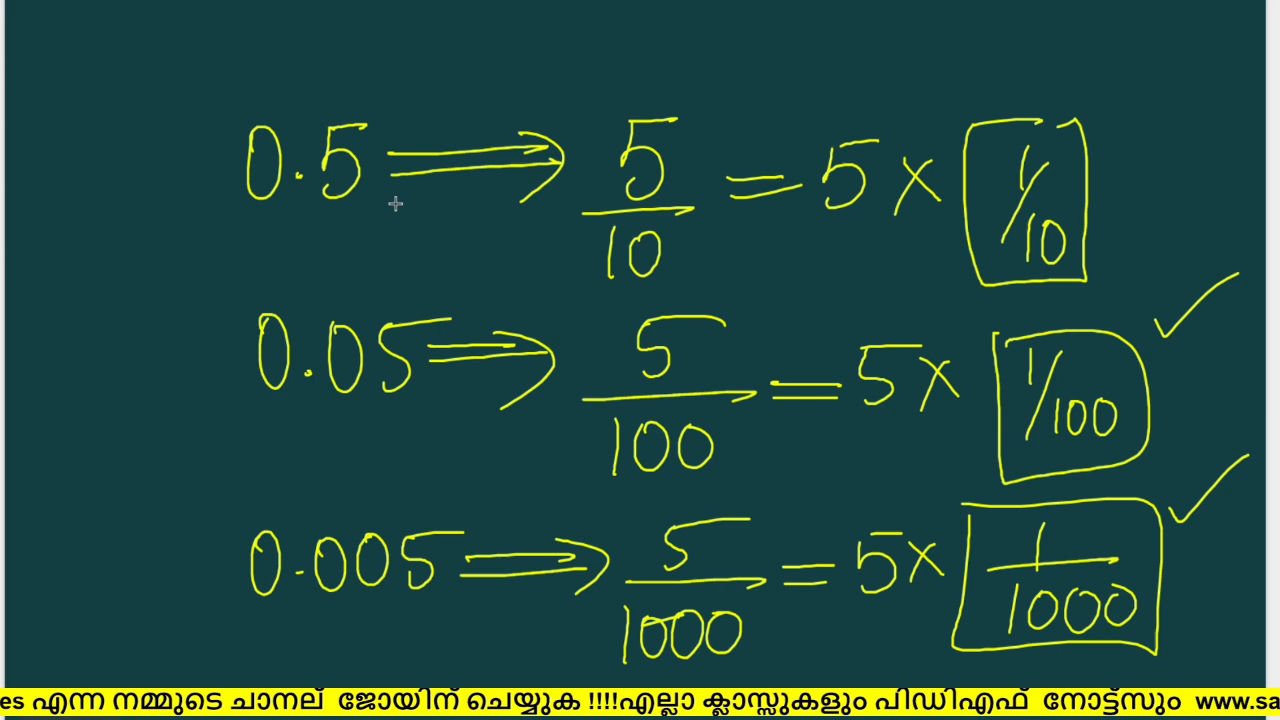 0.5 ⟹ 5/10 = 5 × 1/10
0.05 ⟹ 5/100 = 5 × 1/100 ✓
0.005 ⟹ 5/1000 = 5 × 1/1000 ✓
es എന്ന നമ്മുടെ ചാനല് ജോയിന് ചെയ്യുക !!!!എല്ലാ ക്ലാസ്സുകളും പിഡിഎഫ് നോട്ട്സും www.sa